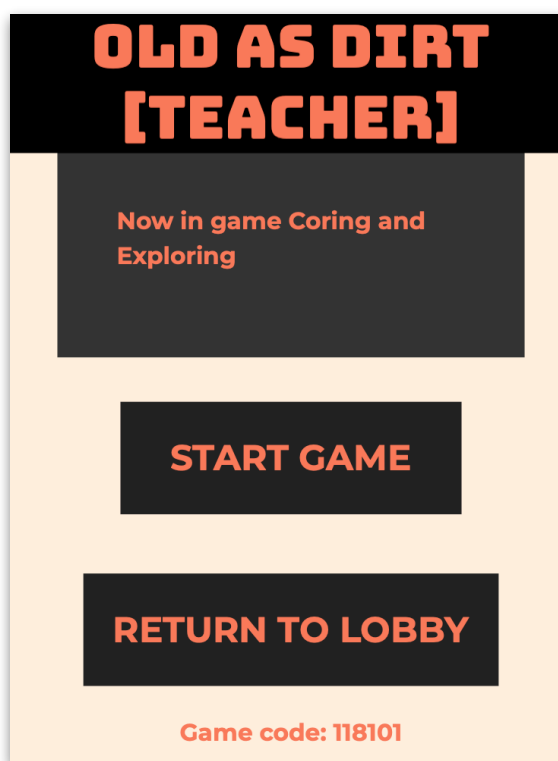 OLD AS DIRT
[TEACHER]
Now in game Coring and
Exploring
START GAME
RETURN TO LOBBY
Game code: 118101